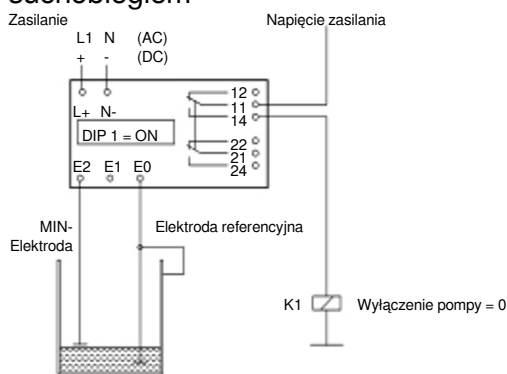 suchobiegiem
Zasilanie
Napięcie zasilania
L1 N (AC)
+ - (DC)
L+ N-
DIP 1 = ON
12
11
14
22
21
24
E2 E1 E0
MIN-
Elektroda
Elektroda referencyjna
K1
Wyłączenie pompy = 0